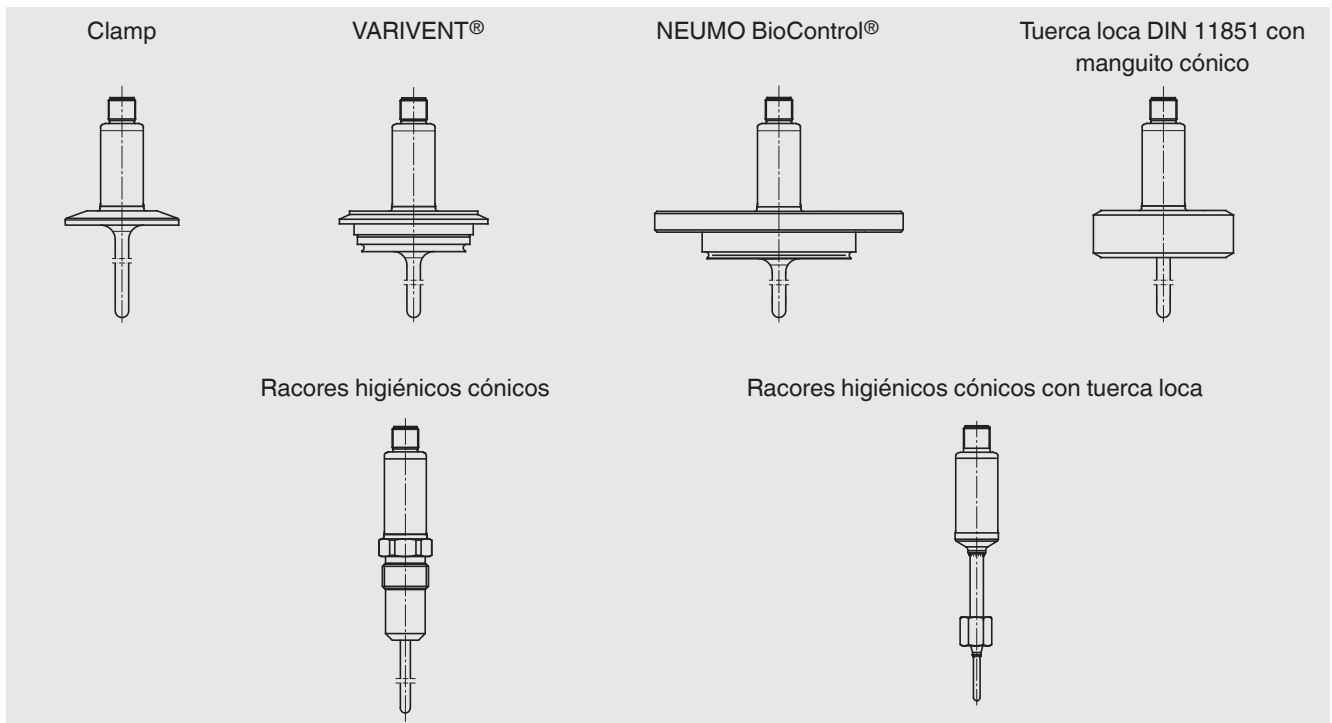 Clamp
VARIVENT®
NEUMO BioControl®
Tuerca loca DIN 11851 con
manguito cónico
Racores higiénicos cónicos
Racores higiénicos cónicos con tuerca loca